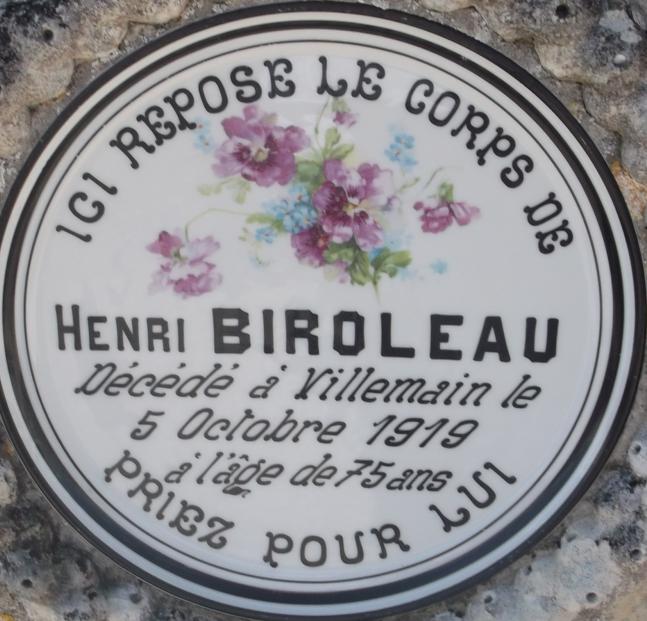 ICI REPOSE LE CORPS DE
HENRI BIROLEAU
Décédé à Villemain le
5 Octobre 1919
à l'âge de 75 ans
PRIEZ POUR LUI